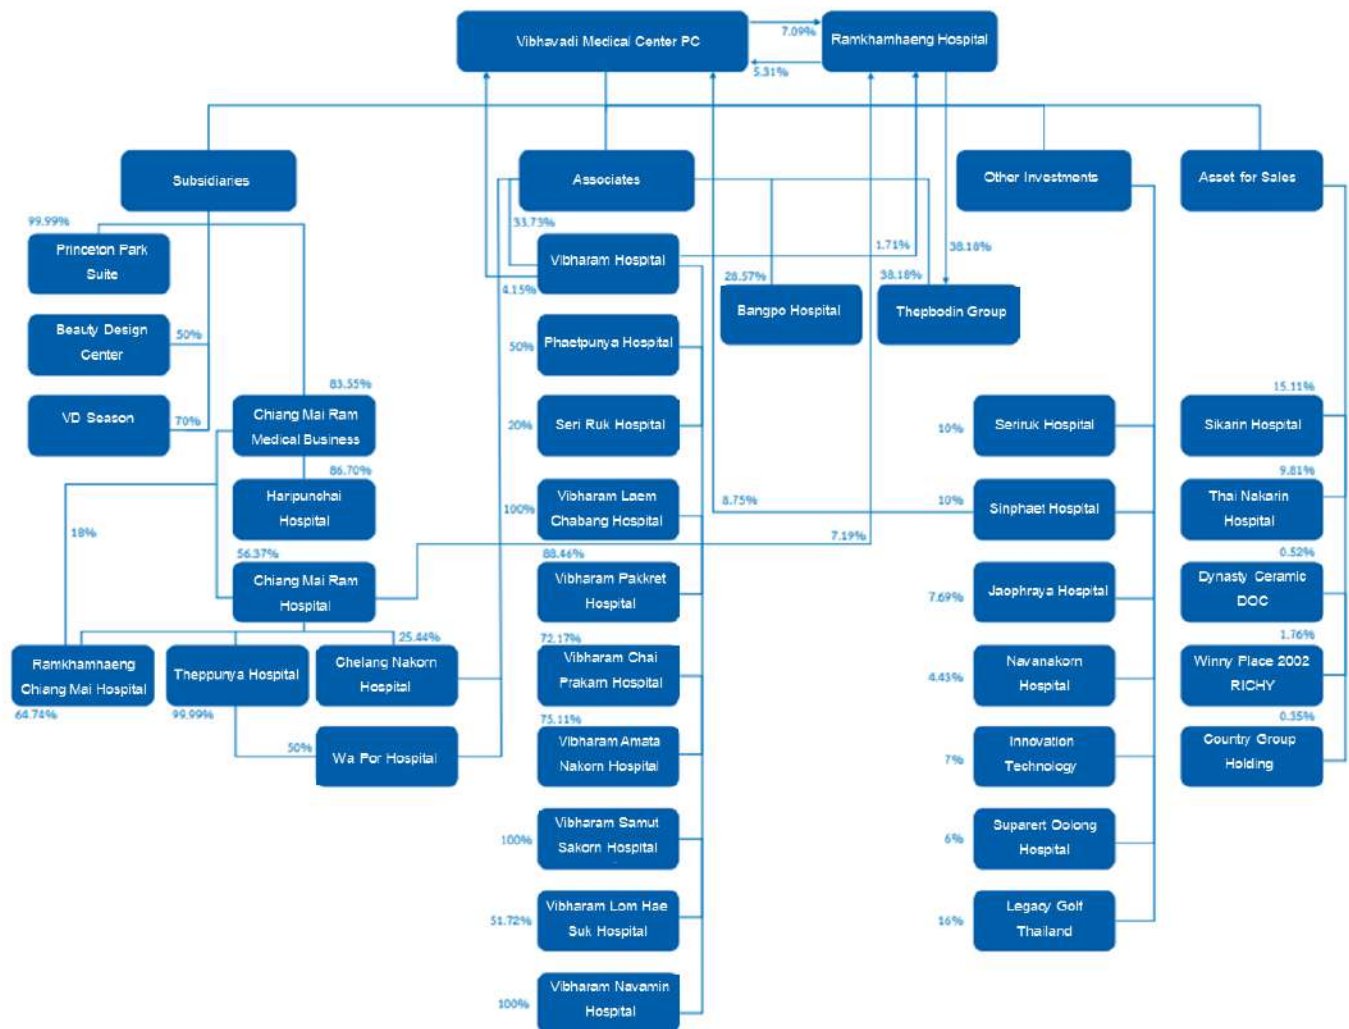 Vibhavadi Medical Center PC
7.09%
Ramkhamhaeng Hospital
5.31%
Subsidiaries
Associates
Other Investments
Asset for Sales
99.99%
Princeton Park
Suite
Beauty Design
Center
50%
VD Season
70%
83.55%
Chiang Mai Ram
Medical Business
86.70%
Haripunchai
Hospital
18%
56.37%
Chiang Mai Ram
Hospital
7.19%
Ramkhamhaeng
Chiang Mai Hospital
64.74%
Theppunya Hospital
99.99%
25.44%
Chelang Nakorn
Hospital
50%
Wa Por Hospital
33.73%
Vibharam Hospital
4.15%
1.71%
50%
Phaetpunya Hospital
20%
Seri Ruk Hospital
100%
Vibharam Laem
Chabang Hospital
88.46%
Vibharam Pakkret
Hospital
72.17%
Vibharam Chai
Prakarn Hospital
75.11%
Vibharam Amata
Nakorn Hospital
100%
Vibharam Samut
Sakorn Hospital
51.72%
Vibharam Lom Hae
Suk Hospital
100%
Vibharam Navamin
Hospital
28.57%
Bangpo Hospital
38.18%
38.18%
Thepbodin Group
10%
Seriruk Hospital
8.75%
10%
Sinphaet Hospital
7.69%
Jaophraya Hospital
4.43%
Navanakorn
Hospital
7%
Innovation
Technology
6%
Suparert Oolong
Hospital
16%
Legacy Golf
Thailand
15.11%
Sikarin Hospital
9.81%
Thai Nakarin
Hospital
0.52%
Dynasty Ceramic
DOC
1.76%
Winny Place 2002
RICHY
0.35%
Country Group
Holding